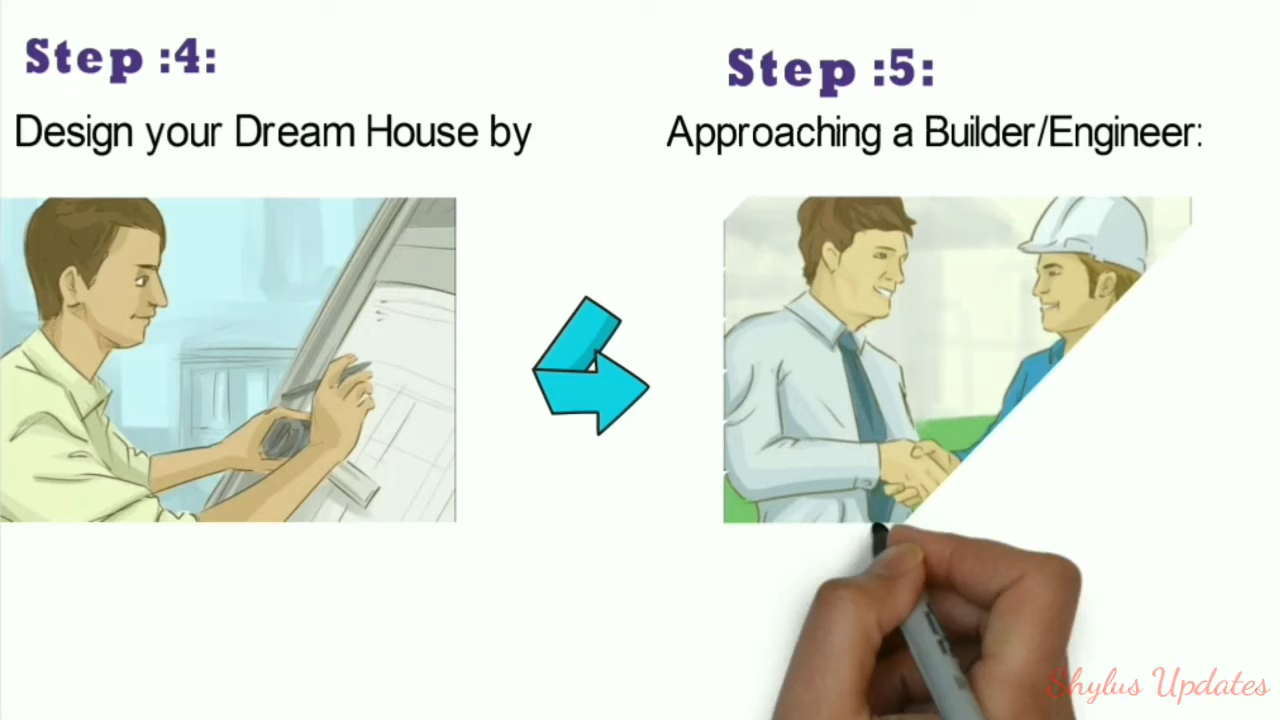 Step :4:
Design your Dream House by
Step :5:
Approaching a Builder/Engineer:
Shylus Updates